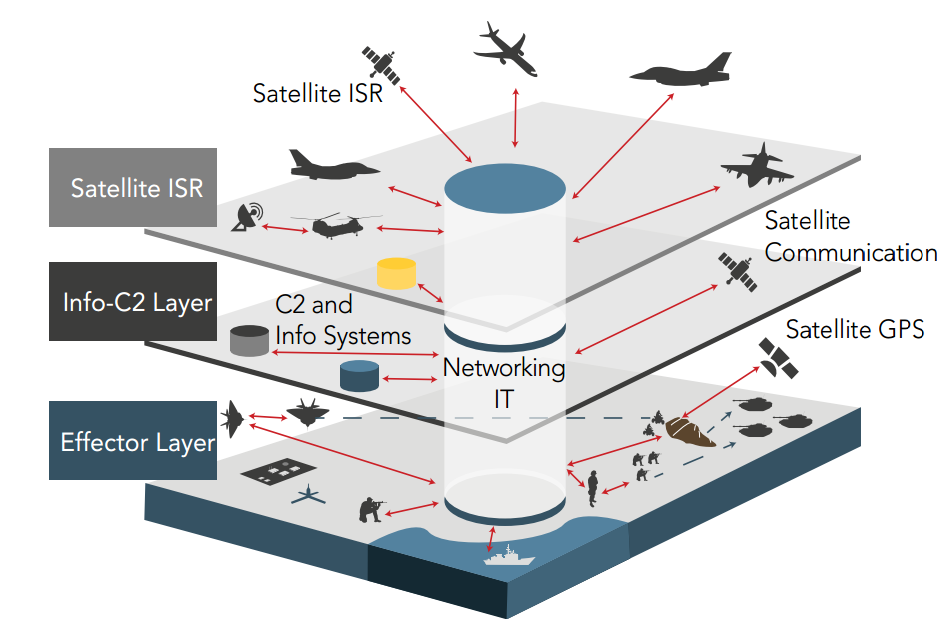 Satellite ISR
Satellite ISR
Satellite
Communication
Info-C2 Layer
C2 and
Info Systems
Satellite GPS
Networking
IT
Effector Layer